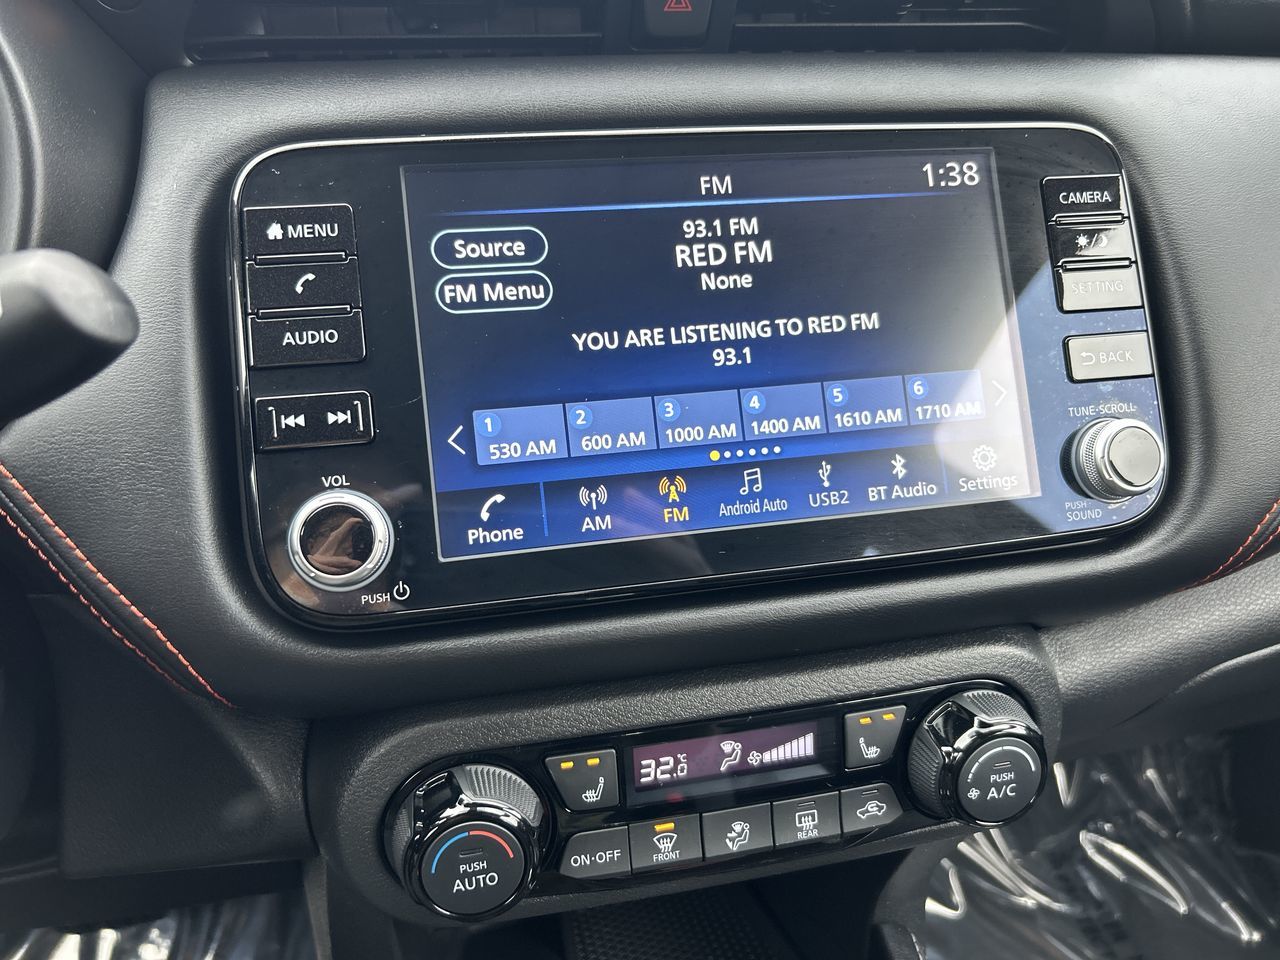 FM
1:38
CAMERA
MENU
Source
93.1 FM
RED FM
None
FM Menu
SETTING
AUDIO
YOU ARE LISTENING TO RED FM
93.1
BACK
1 530 AM
2 600 AM
3 1000 AM
4 1400 AM
5 1610 AM
6 1710 AM
TUNE·SCROLL
VOL
Phone
AM
FM
Android Auto
USB2
BT Audio
Settings
PUSH
SOUND
PUSH
32.0 °C
ON·OFF
FRONT
REAR
PUSH
A/C
PUSH
AUTO